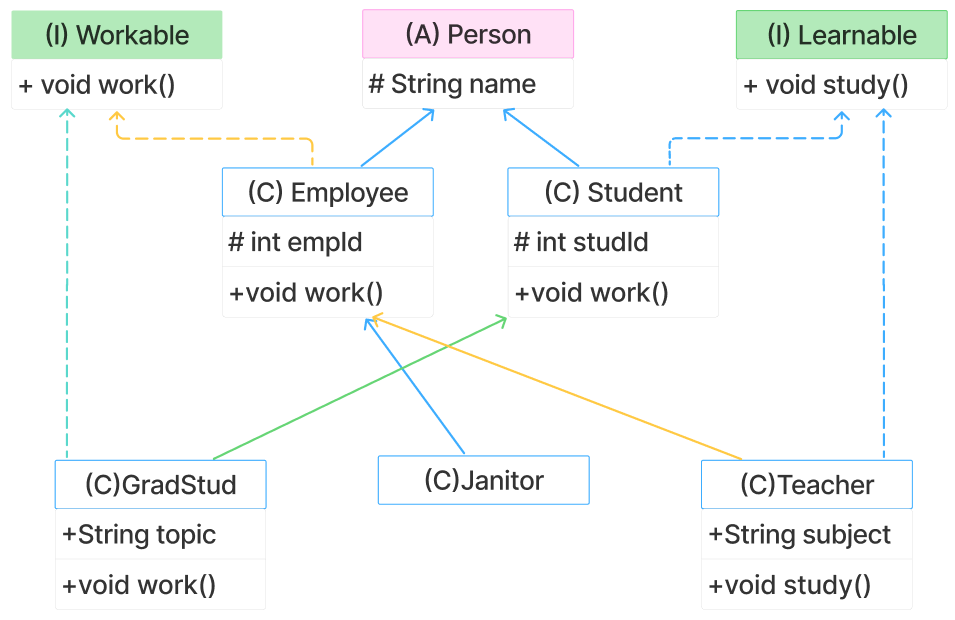 (I) Workable
+ void work()
(A) Person
# String name
(I) Learnable
+ void study()
(C) Employee
# int empId
+void work()
(C) Student
# int studId
+void work()
(C)GradStud
+String topic
+void work()
(C)Janitor
(C)Teacher
+String subject
+void study()